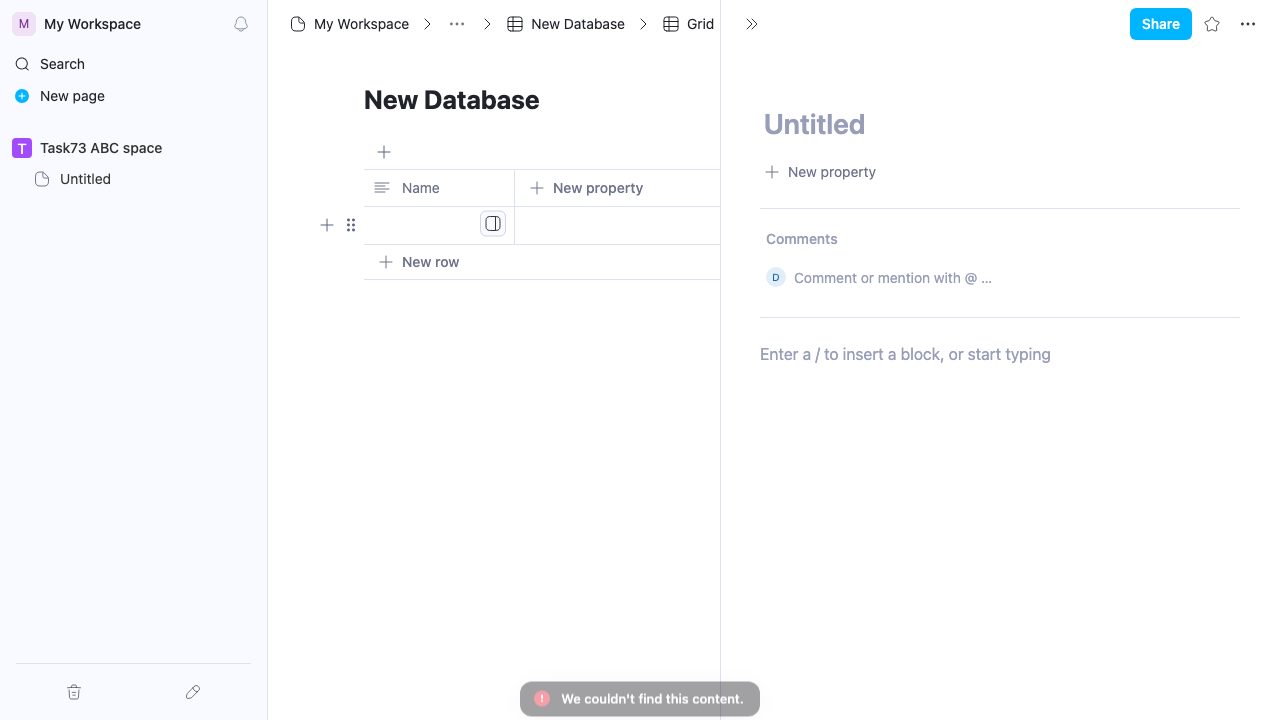 M My Workspace
Search
New page
T Task73 ABC space
Untitled
My Workspace
New Database
Grid
Share
New Database
Name
New property
New row
Untitled
New property
Comments
D Comment or mention with @ ...
Enter a / to insert a block, or start typing
We couldn't find this content.